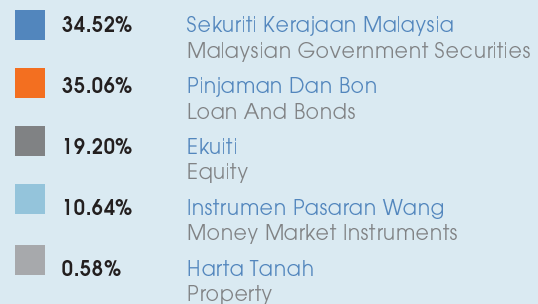 34.52% Sekuriti Kerajaan Malaysia
Malaysian Government Securities
35.06% Pinjaman Dan Bon
Loan And Bonds
19.20% Ekuiti
Equity
10.64% Instrumen Pasaran Wang
Money Market Instruments
0.58% Harta Tanah
Property